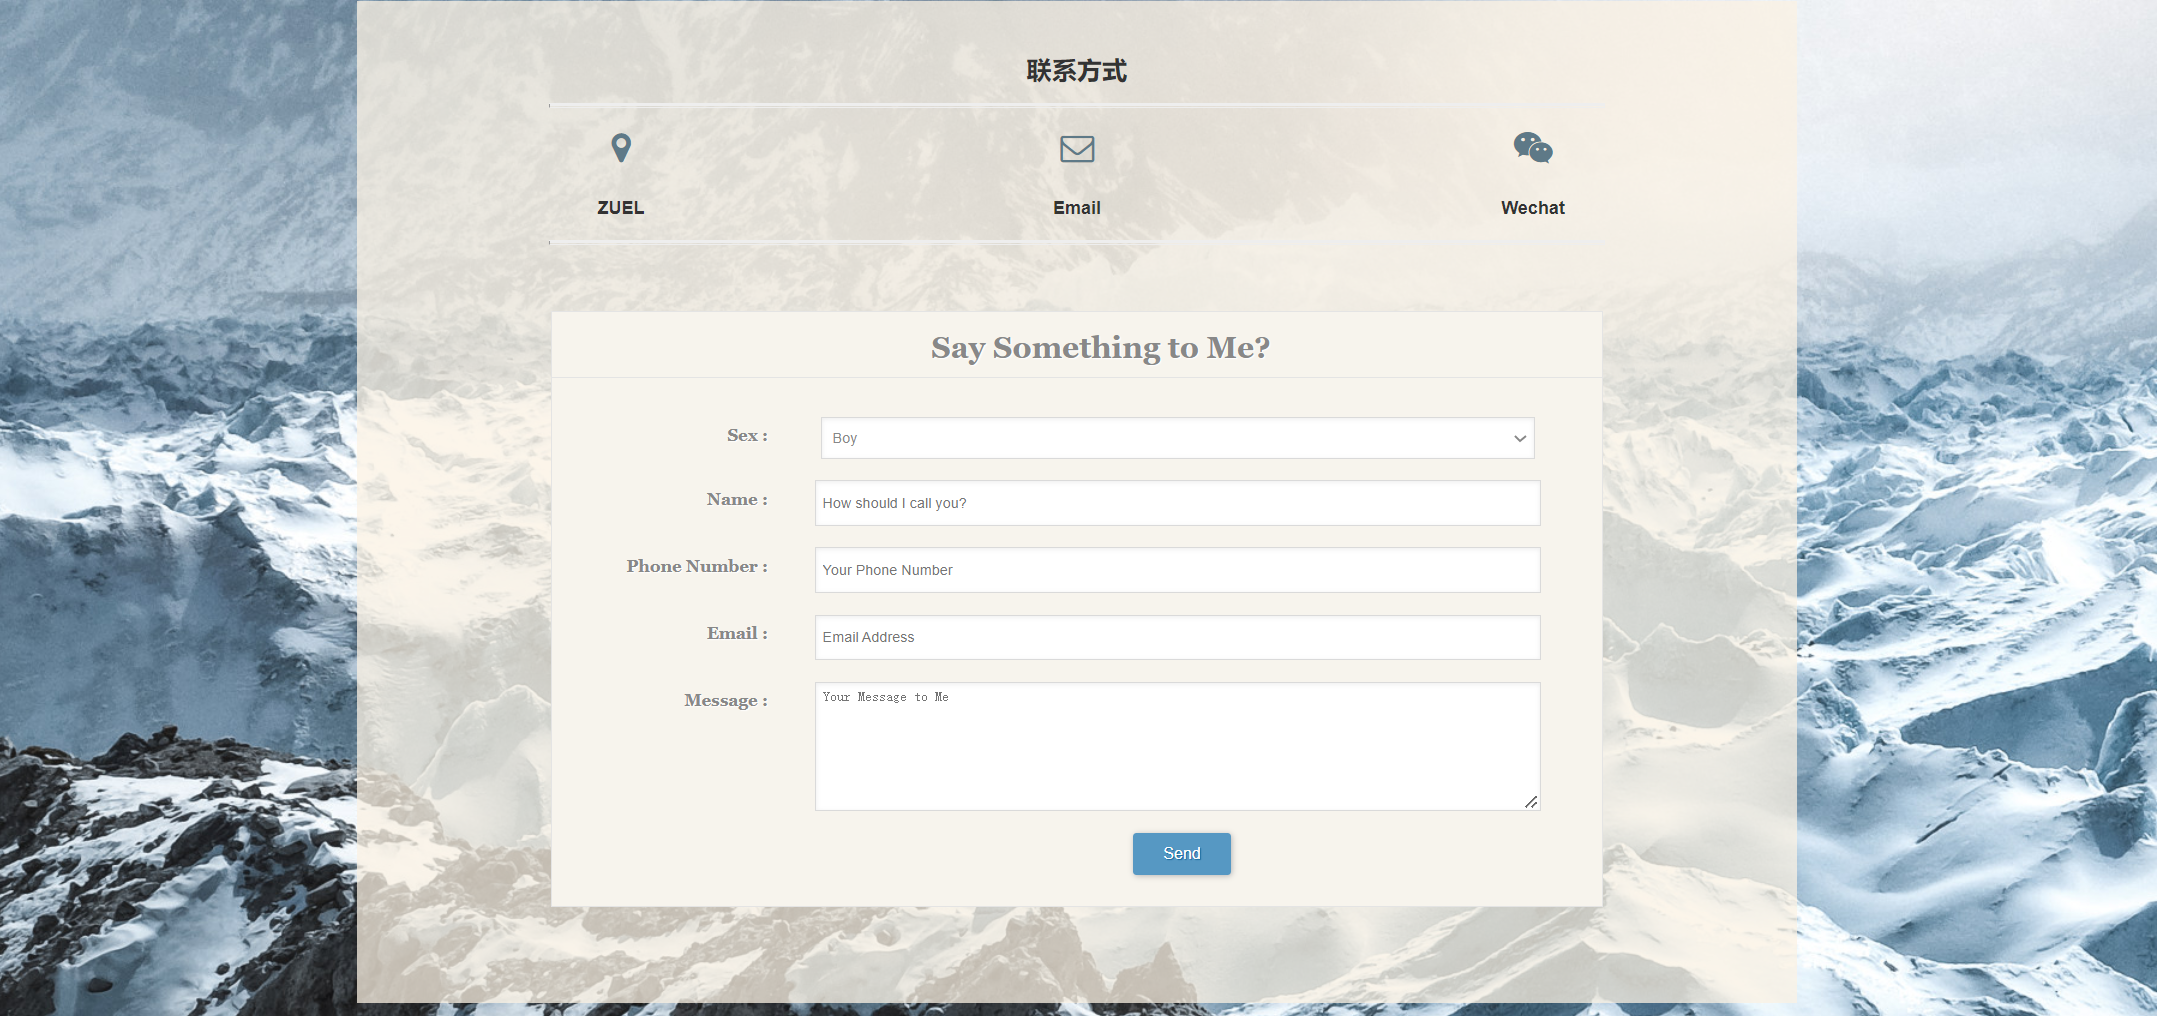 联系方式
ZUEL
Email
Wechat
Say Something to Me?
Sex :
Boy
Name :
How should I call you?
Phone Number :
Your Phone Number
Email :
Email Address
Message :
Your Message to Me
Send